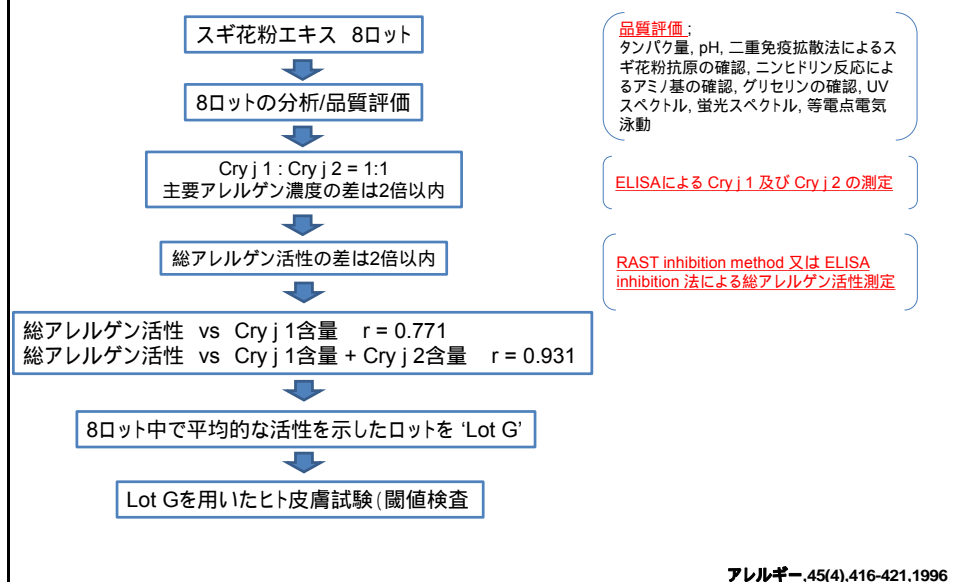 スギ花粉エキス 8ロット
8ロットの分析/品質評価
Cry j 1 : Cry j 2 = 1:1
主要アレルゲン濃度の差は2倍以内
総アレルゲン活性の差は2倍以内
総アレルゲン活性 vs Cry j 1含量 r = 0.771
総アレルゲン活性 vs Cry j 1含量 + Cry j 2含量 r = 0.931
8ロット中で平均的な活性を示したロットを ‘Lot G’
Lot Gを用いたヒト皮膚試験(閾値検査
品質評価 ;
タンパク量, pH, 二重免疫拡散法によるス
ギ花粉抗原の確認, ニンヒドリン反応によ
るアミノ基の確認, グリセリンの確認, UV
スペクトル, 蛍光スペクトル, 等電点電気
泳動
ELISAによる Cry j 1 及び Cry j 2 の測定
RAST inhibition method 又は ELISA
inhibition 法による総アレルゲン活性測定
アレルギー,45(4),416-421,1996